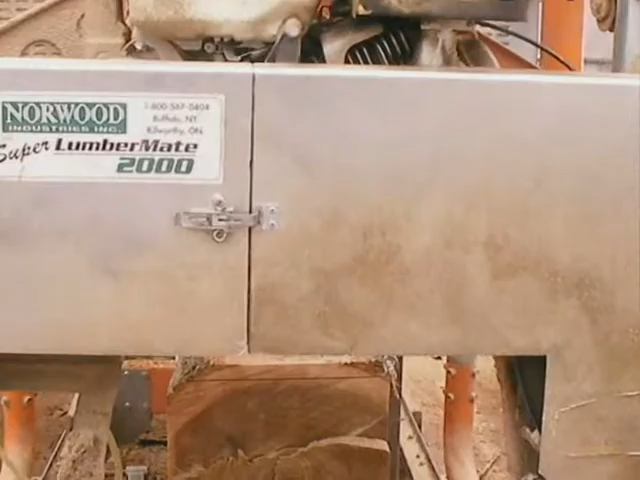 NORWOOD
INDUSTRIES INC.
1-800-567-0404
Buffalo, NY
Kilworthy, ON
Super LumberMate
2000